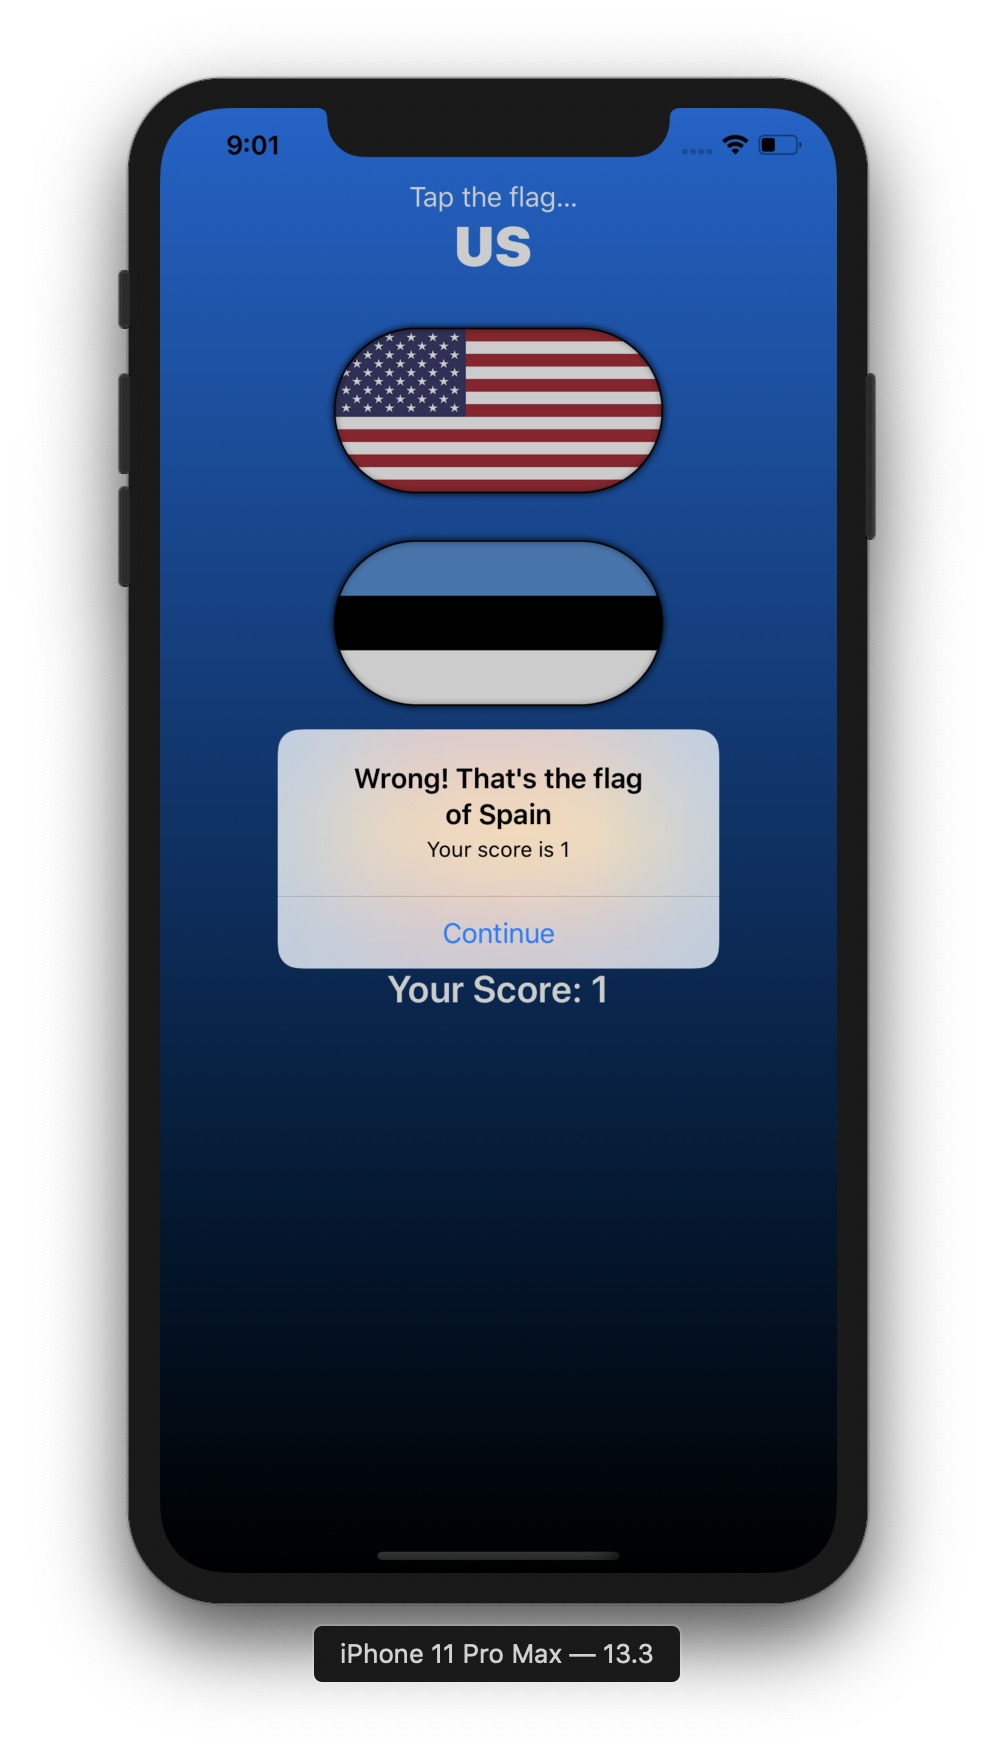 9:01
Tap the flag...
US
Wrong! That's the flag
of Spain
Your score is 1
Continue
Your Score: 1
iPhone 11 Pro Max — 13.3